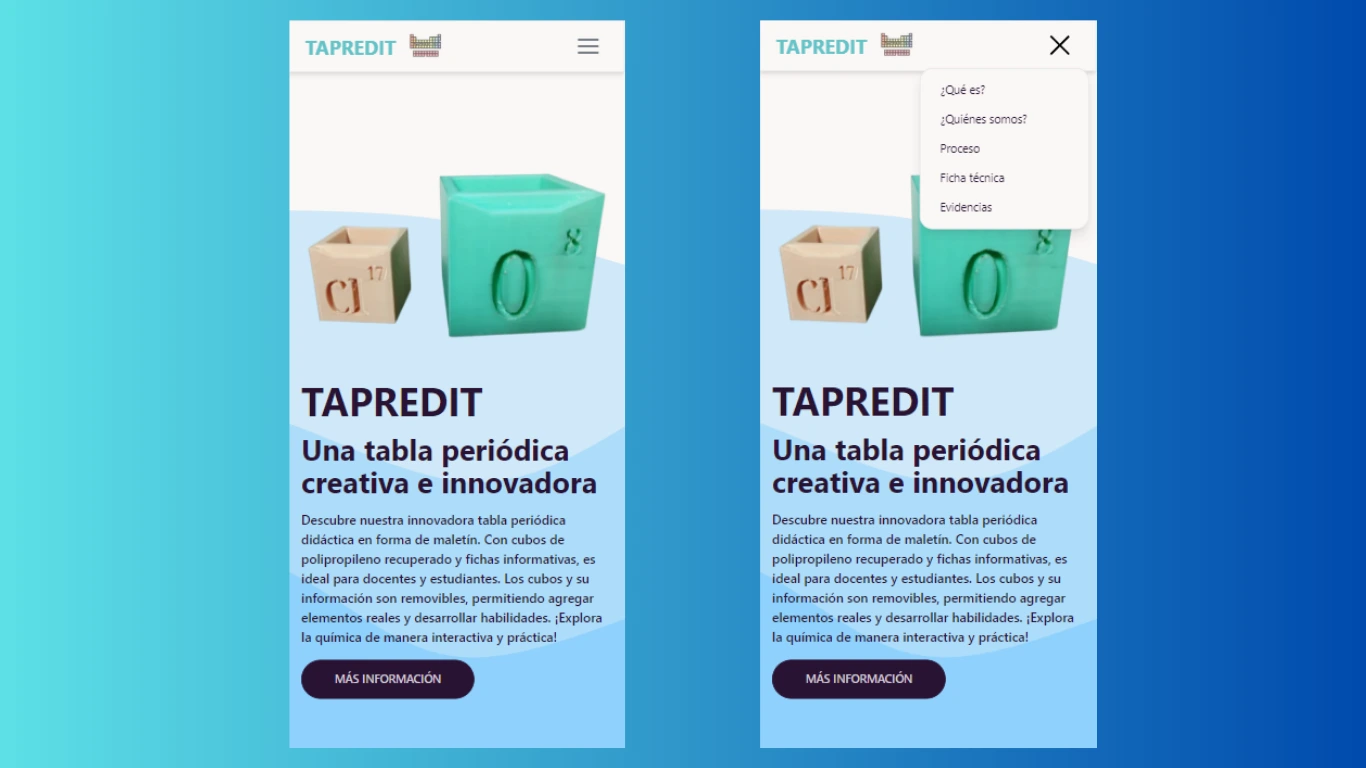 TAPREDIT
Cl 17
O 8
TAPREDIT
Una tabla periódica
creativa e innovadora
Descubre nuestra innovadora tabla periódica
didáctica en forma de maletín. Con cubos de
polipropileno recuperado y fichas informativas, es
ideal para docentes y estudiantes. Los cubos y su
información son removibles, permitiendo agregar
elementos reales y desarrollar habilidades. ¡Explora
la química de manera interactiva y práctica!
MÁS INFORMACIÓN
TAPREDIT
¿Qué es?
¿Quiénes somos?
Proceso
Ficha técnica
Evidencias
Cl 17
O 8
TAPREDIT
Una tabla periódica
creativa e innovadora
Descubre nuestra innovadora tabla periódica
didáctica en forma de maletín. Con cubos de
polipropileno recuperado y fichas informativas, es
ideal para docentes y estudiantes. Los cubos y su
información son removibles, permitiendo agregar
elementos reales y desarrollar habilidades. ¡Explora
la química de manera interactiva y práctica!
MÁS INFORMACIÓN